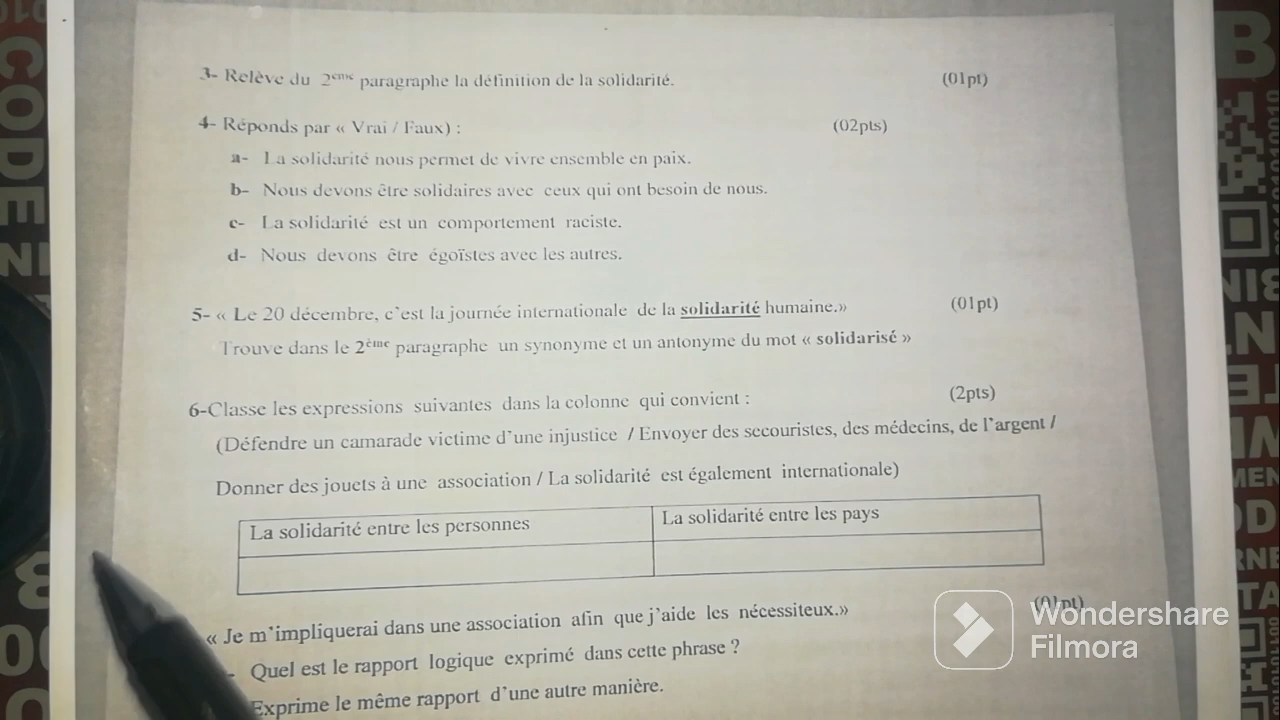 3- Relève du 2eme paragraphe la définition de la solidarité. (01pt)
4- Réponds par « Vrai / Faux) : (02pts)
a- La solidarité nous permet de vivre ensemble en paix.
b- Nous devons être solidaires avec ceux qui ont besoin de nous.
c- La solidarité est un comportement raciste.
d- Nous devons être égoïstes avec les autres.
5- « Le 20 décembre, c'est la journée internationale de la solidarité humaine.» (01pt)
Trouve dans le 2ème paragraphe un synonyme et un antonyme du mot « solidarisé »
6-Classe les expressions suivantes dans la colonne qui convient : (2pts)
(Défendre un camarade victime d'une injustice / Envoyer des secouristes, des médecins, de l'argent /
Donner des jouets à une association / La solidarité est également internationale)
La solidarité entre les personnes
La solidarité entre les pays
« Je m'impliquerai dans une association afin que j'aide les nécessiteux.» (01pt)
- Quel est le rapport logique exprimé dans cette phrase ?
Exprime le même rapport d'une autre manière.
Wondershare
Filmora